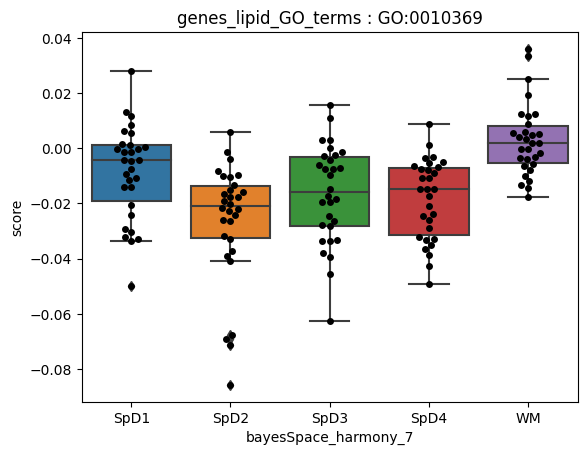 genes_lipid_GO_terms : GO:0010369
0.04
0.02
0.00
−0.02
−0.04
−0.06
−0.08
score
SpD1 SpD2 SpD3 SpD4 WM
bayesSpace_harmony_7